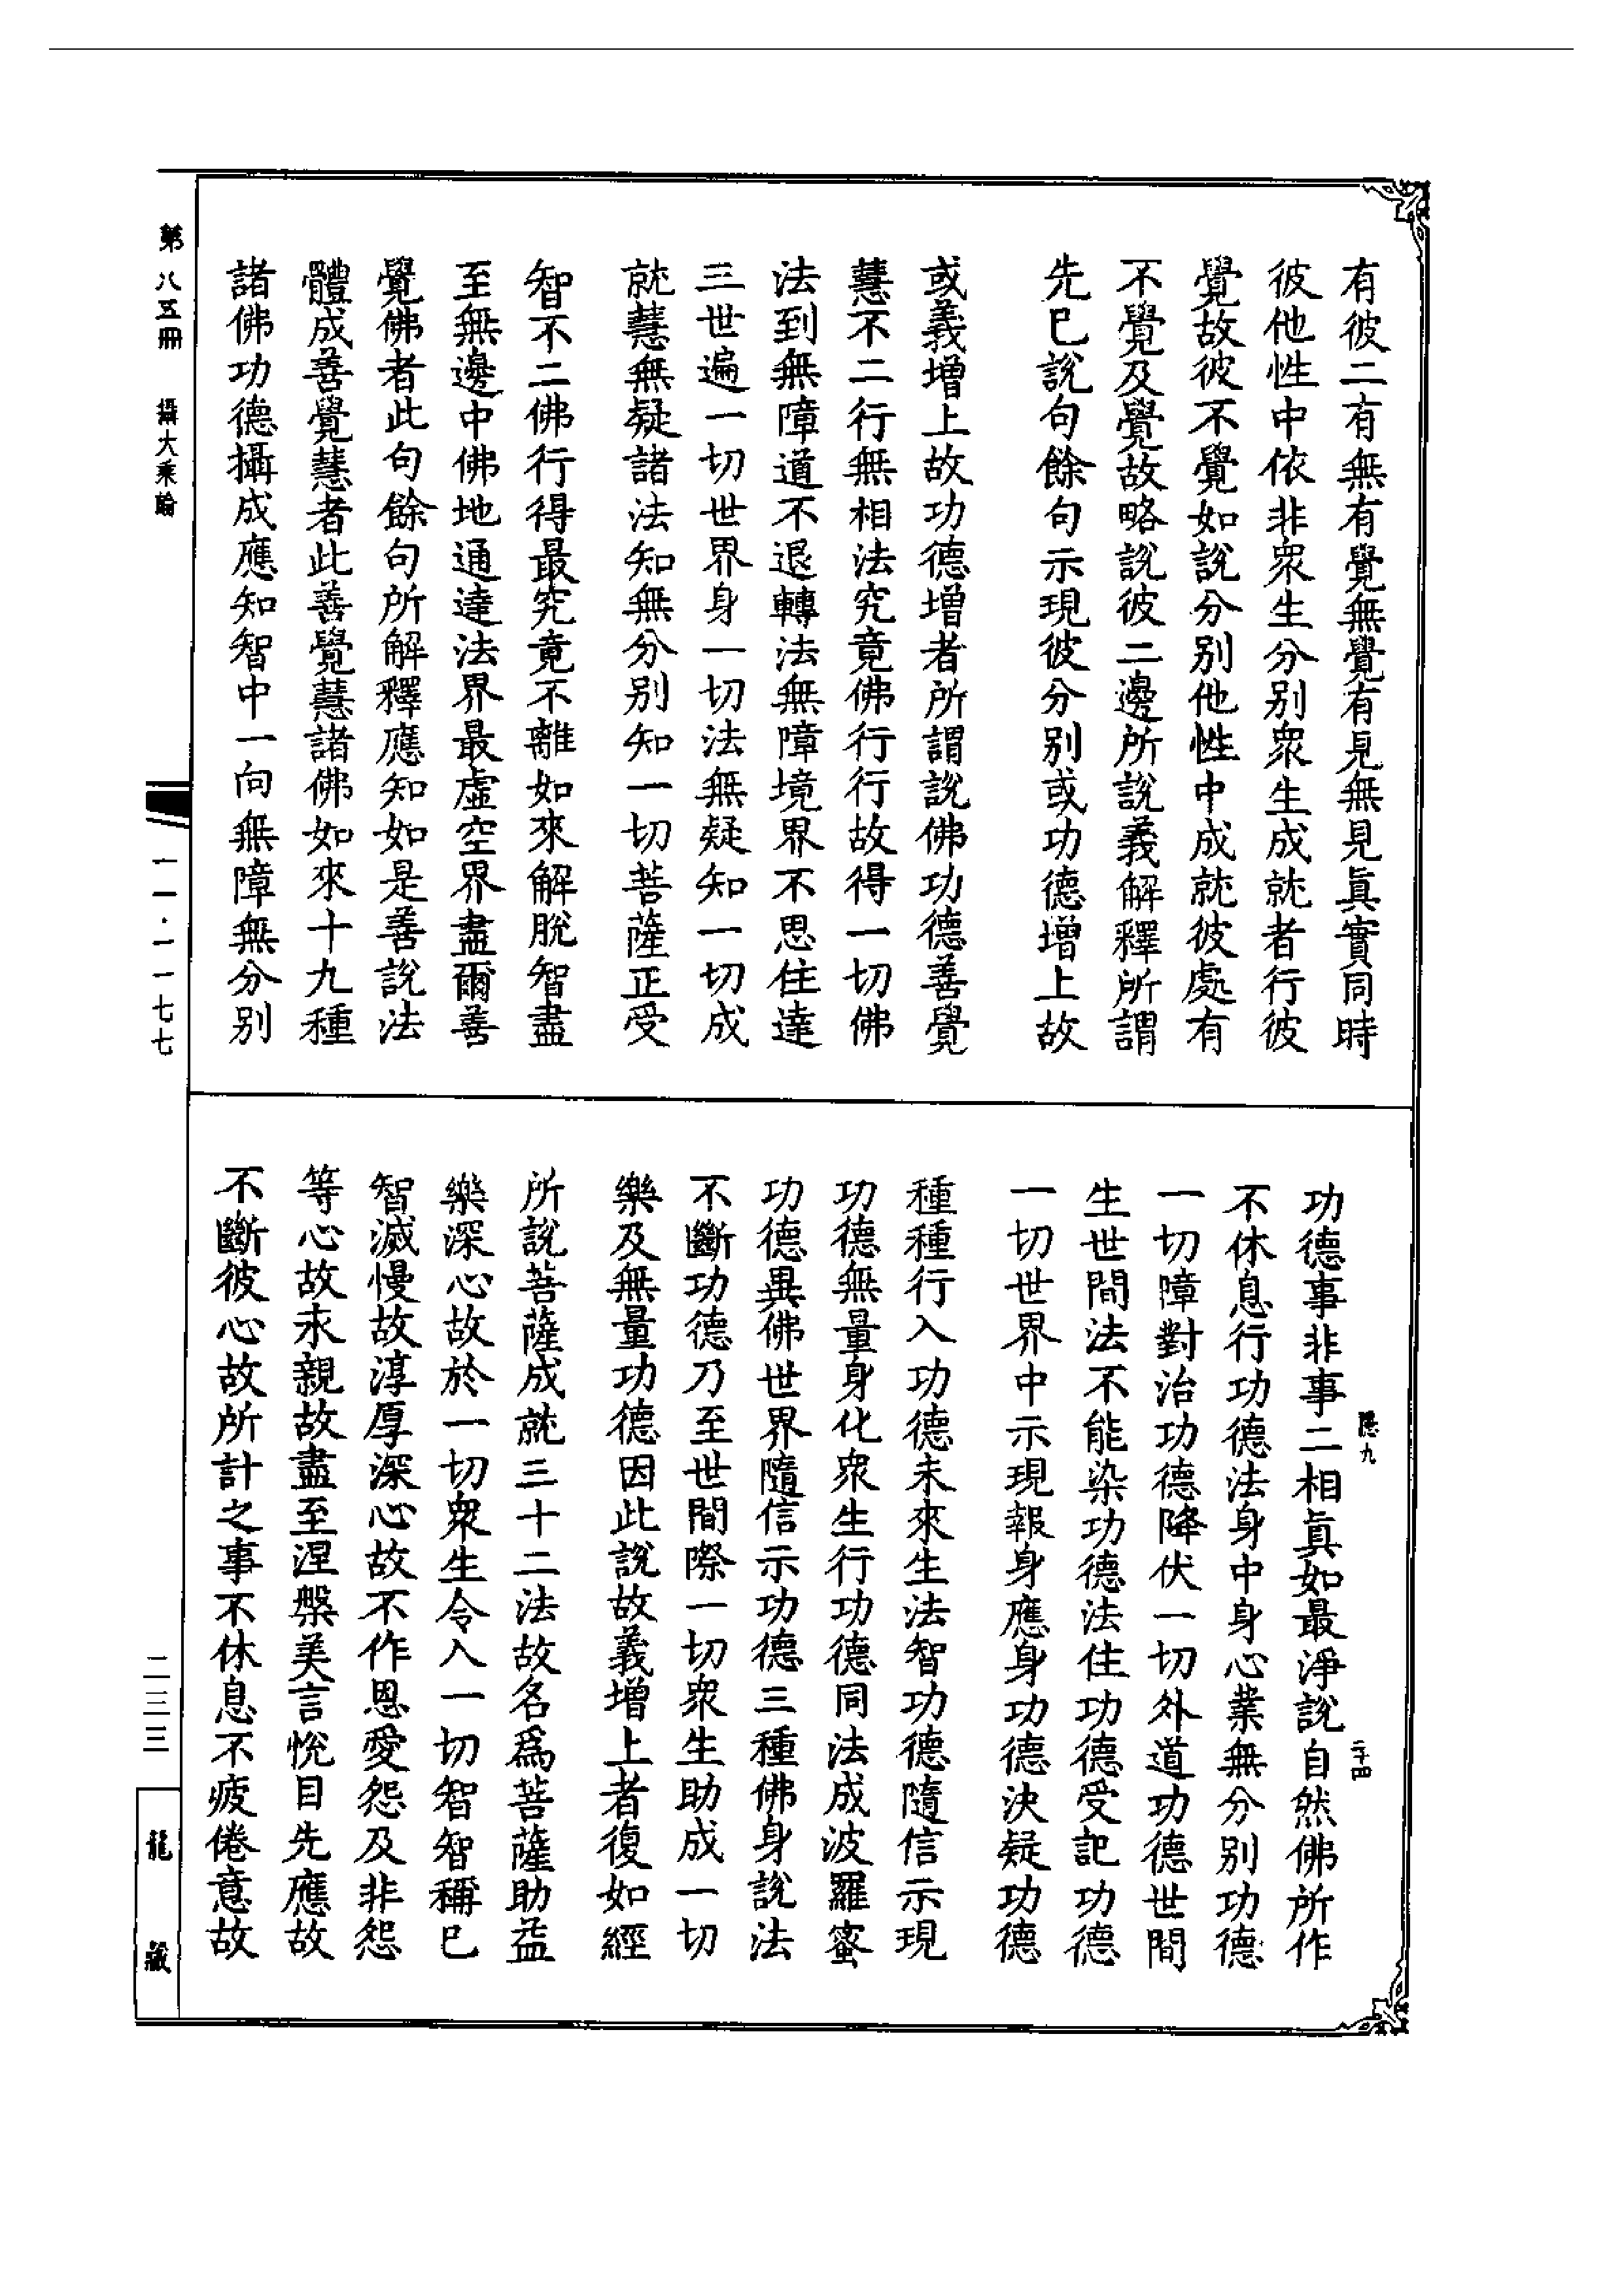 有彼二有無有覺無覺有見無見眞實同時
彼他性中依非衆生分別衆生成就者行彼
覺故彼不覺如說分別他性中成就彼處有
不覺及覺故略說彼二邊所說義解釋所謂
先已說句餘句示現彼分別或功德增上故
或義增上故功德增者所謂說佛功德善覺
慧不二行無相法究竟佛行行故得一切佛
法到無障道不退轉法無障境界不思住達
三世遍一切世界身一切法無疑知一切成
就慧無疑諸法知無分別知一切菩薩正受
智不二佛行得最究竟不離如來解脫智盡
至無邊中佛地通達法界最虛空界盡爾善
覺佛者此句餘句所解釋應知如是善說法
體成善覺慧者此善覺慧諸佛如來十九種
諸佛功德攝成應知智中一向無障無分別
功德事非事二相眞如最淨說自然佛所作
不休息行功德法身中身心業無分別功德
一切障對治功德降伏一切外道功德世間
生世間法不能染功德法住功德受記功德
一切世界中示現報身應身功德決疑功德
種種行入功德未來生法智功德隨信示現
功德無量身化衆生行功德同法成波羅蜜
功德異佛世界隨信示功德三種佛身說法
不斷功德乃至世間際一切衆生助成一切
樂及無量功德因此說故義增上者復如經
所說菩薩成就三十二法故名爲菩薩助益
樂深心故於一切衆生令入一切智智稱已
智滅慢故淳厚深心故不作恩愛怨及非怨
等心故永親故盡至涅槃美言悅目先應故
不斷彼心故所計之事不休息不疲倦意故
第八五冊　攝大乘論
一一·一一七七
二三三
龍藏
二十四